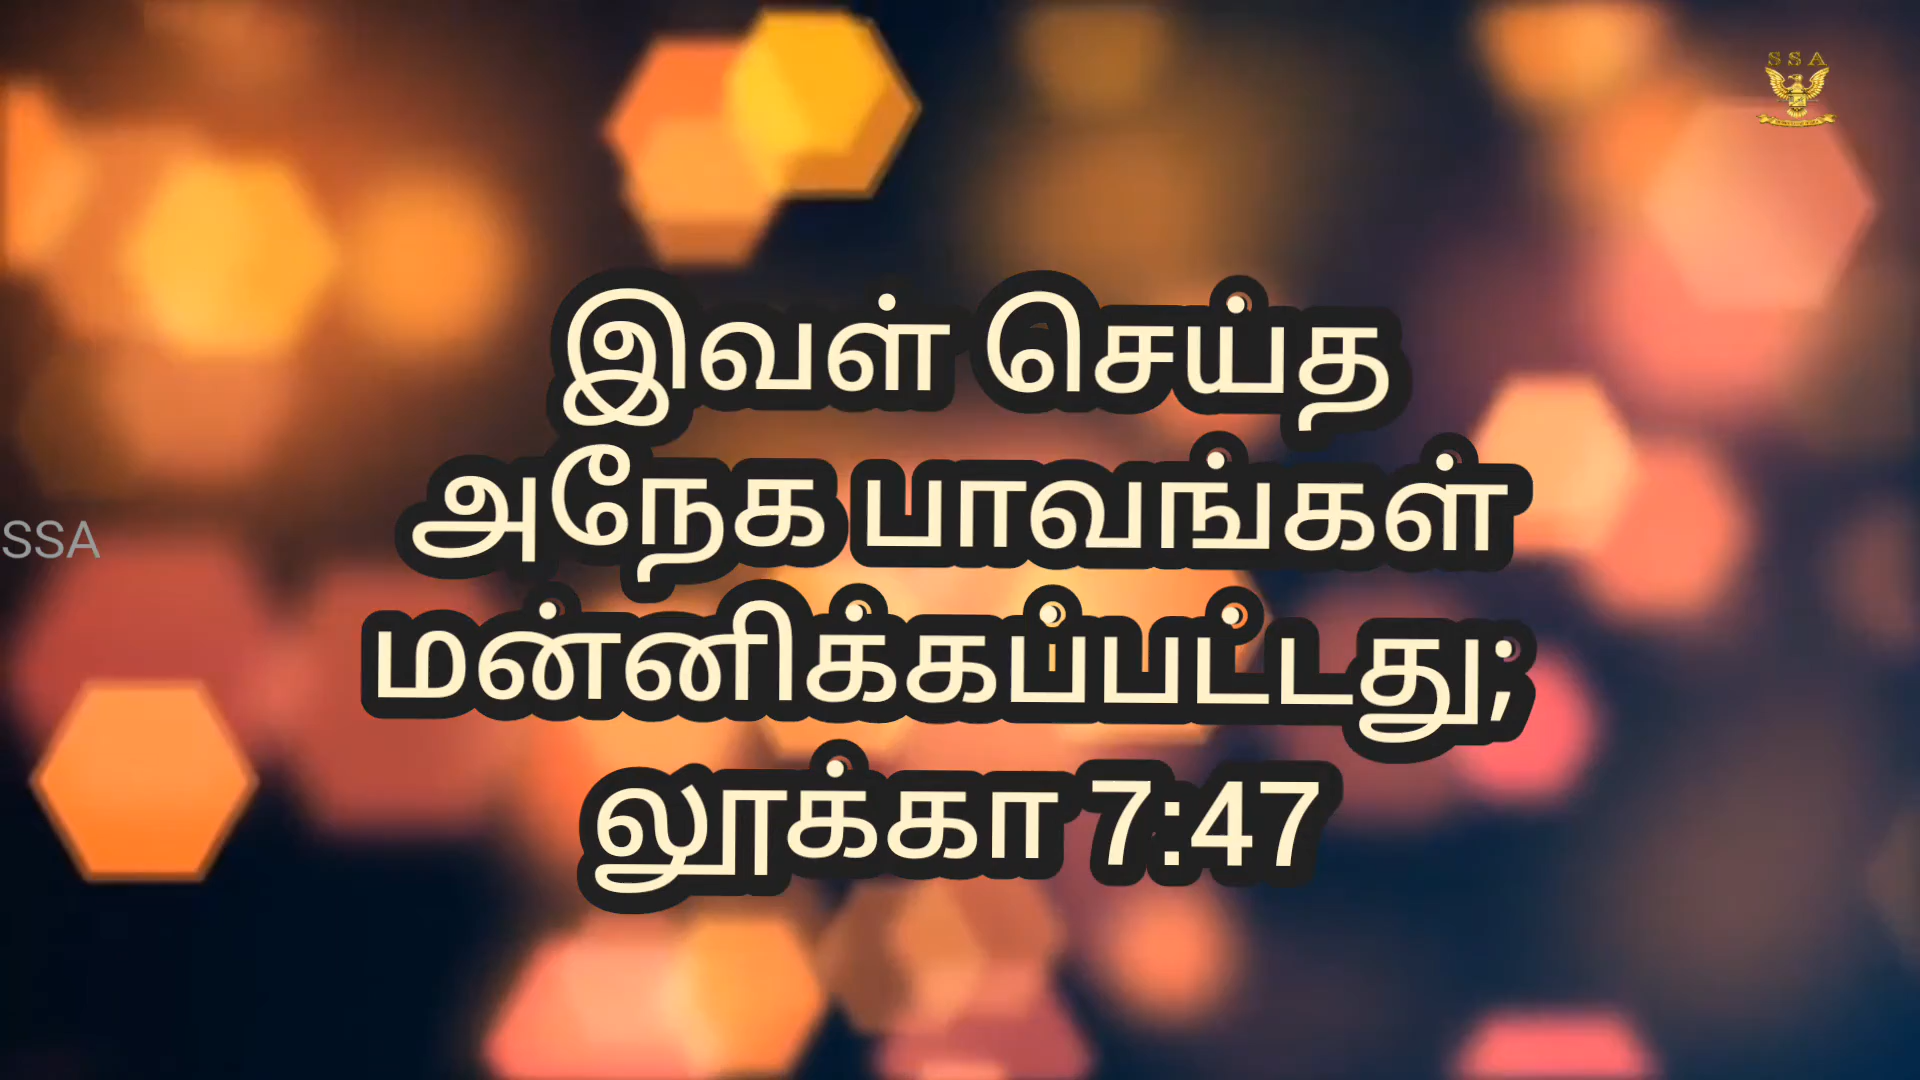 SSA
இவள் செய்த
அநேக பாவங்கள்
SSA
மன்னிக்கப்பட்டது;
லூக்கா 7:47